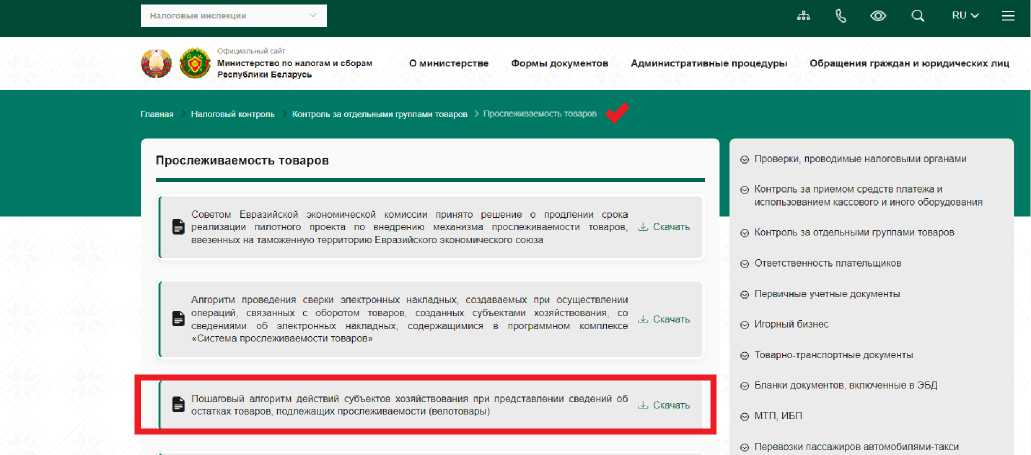 Налоговые инспекции
RU
Официальный сайт
Министерство по налогам и сборам
Республики Беларусь
О министерстве
Формы документов
Административные процедуры
Обращения граждан и юридических лиц
Главная
Налоговый контроль
Контроль за отдельными группами товаров
Прослеживаемость товаров
Прослеживаемость товаров
Советом Евразийской экономической комиссии принято решение о продлении срока
реализации пилотного проекта по внедрению механизма прослеживаемости товаров,
ввезенных на таможенную территорию Евразийского экономического союза
Скачать
Алгоритм проведения сверки электронных накладных, создаваемых при осуществлении
операций, связанных с оборотом товаров, созданных субъектами хозяйствования, со
сведениями об электронных накладных, содержащимися в программном комплексе
«Система прослеживаемости товаров»
Скачать
Пошаговый алгоритм действий субъектов хозяйствования при представлении сведений об
остатках товаров, подлежащих прослеживаемости (велотовары)
Скачать
Проверки, проводимые налоговыми органами
Контроль за приемом средств платежа и
использованием кассового и иного оборудования
Контроль за отдельными группами товаров
Ответственность плательщиков
Первичные учетные документы
Игорный бизнес
Товарно-транспортные документы
Бланки документов, включенные в ЭБД
МТП, ИБП
Перевозки пассажиров автомобилями-такси